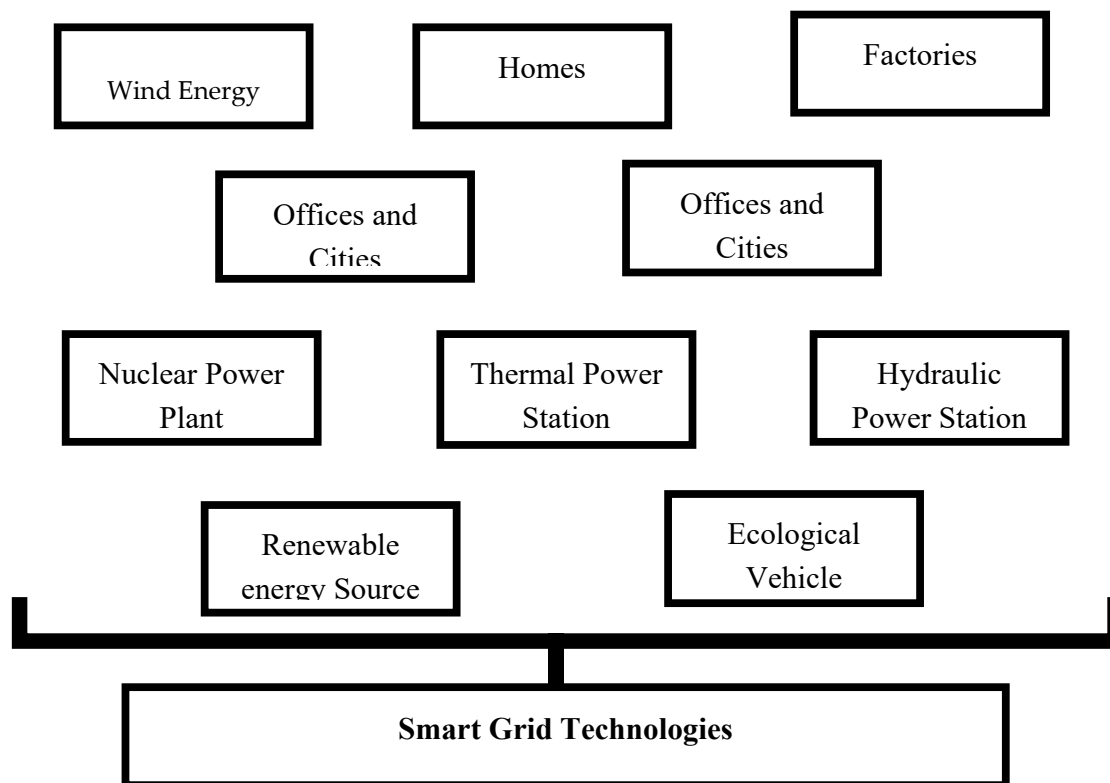 Wind Energy
Homes
Factories
Offices and
Cities
Offices and
Cities
Nuclear Power
Plant
Thermal Power
Station
Hydraulic
Power Station
Renewable
energy Source
Ecological
Vehicle
Smart Grid Technologies